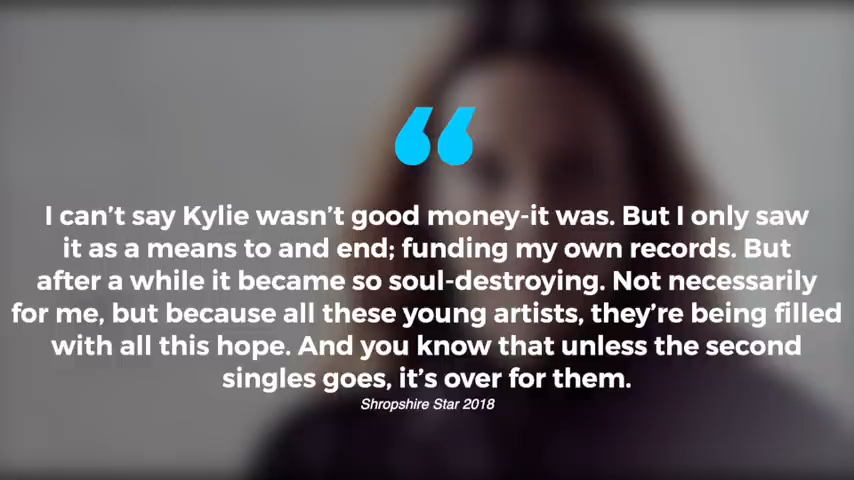 “
I can’t say Kylie wasn’t good money-it was. But I only saw
it as a means to and end; funding my own records. But
after a while it became so soul-destroying. Not necessarily
for me, but because all these young artists, they’re being filled
with all this hope. And you know that unless the second
singles goes, it’s over for them.
Shropshire Star 2018